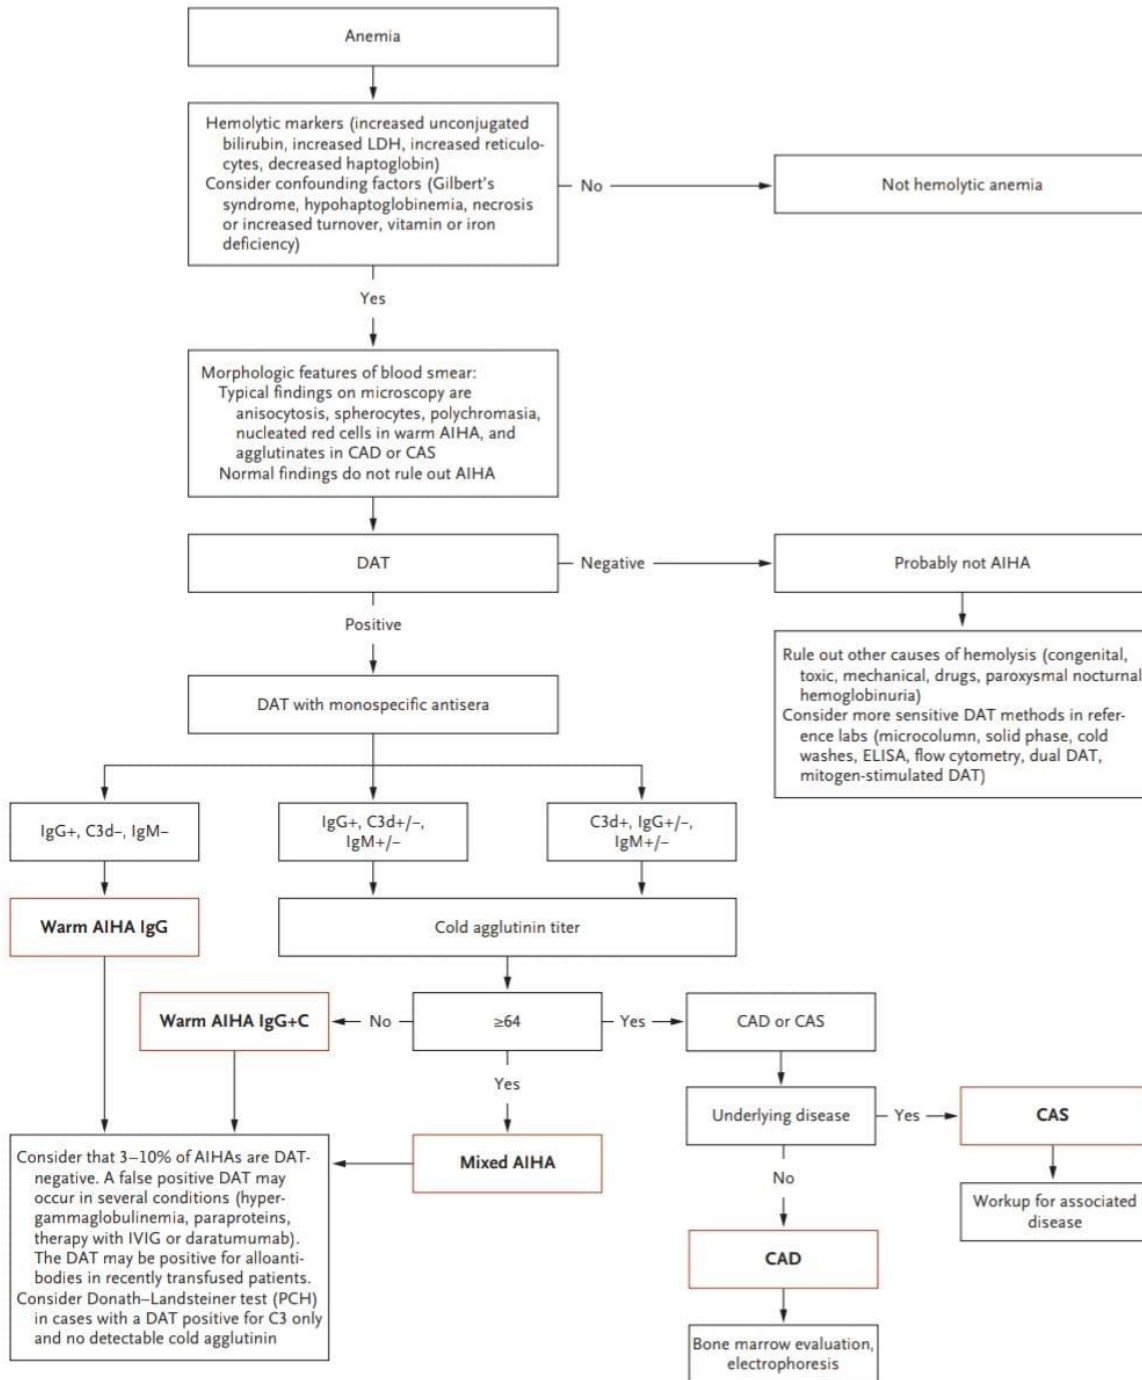 Anemia
Hemolytic markers (increased unconjugated
bilirubin, increased LDH, increased reticulo-
cytes, decreased haptoglobin)
Consider confounding factors (Gilbert's
syndrome, hypohaptoglobinemia, necrosis
or increased turnover, vitamin or iron
deficiency)
No
Not hemolytic anemia
Yes
Morphologic features of blood smear:
Typical findings on microscopy are
anisocytosis, spherocytes, polychromasia,
nucleated red cells in warm AIHA, and
agglutinates in CAD or CAS
Normal findings do not rule out AIHA
DAT
Negative
Probably not AIHA
Positive
Rule out other causes of hemolysis (congenital,
toxic, mechanical, drugs, paroxysmal nocturnal
hemoglobinuria)
Consider more sensitive DAT methods in refer-
ence labs (microcolumn, solid phase, cold
washes, ELISA, flow cytometry, dual DAT,
mitogen-stimulated DAT)
DAT with monospecific antisera
IgG+, C3d–, IgM–
IgG+, C3d+/–,
IgM+/–
C3d+, IgG+/–,
IgM+/–
Warm AIHA IgG
Cold agglutinin titer
Warm AIHA IgG+C
No
≥64
Yes
CAD or CAS
Yes
Underlying disease
Yes
CAS
Mixed AIHA
No
Workup for associated
disease
Consider that 3–10% of AIHAs are DAT-
negative. A false positive DAT may
occur in several conditions (hyper-
gammaglobulinemia, paraproteins,
therapy with IVIG or daratumumab).
The DAT may be positive for alloanti-
bodies in recently transfused patients.
Consider Donath–Landsteiner test (PCH)
in cases with a DAT positive for C3 only
and no detectable cold agglutinin
CAD
Bone marrow evaluation,
electrophoresis